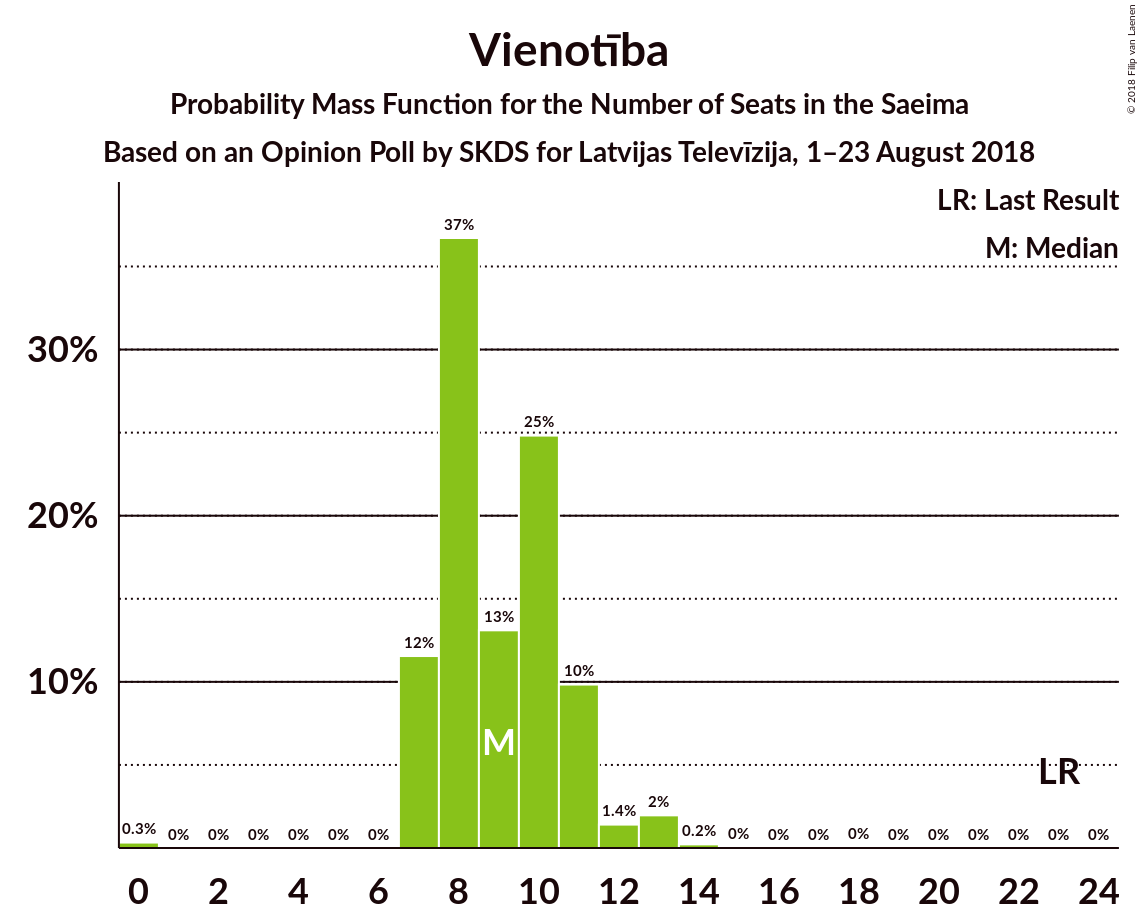 Vienotība
Probability Mass Function for the Number of Seats in the Saeima
Based on an Opinion Poll by SKDS for Latvijas Televīzija, 1–23 August 2018
© 2018 Filip van Laenen
LR: Last Result
M: Median
37%
30%
25%
20%
13%
12%
10%
10%
M
LR
0.3% 0% 0% 0% 0% 0% 0% 1.4% 2% 0.2% 0% 0% 0% 0% 0% 0% 0% 0% 0% 0%
0 2 4 6 8 10 12 14 16 18 20 22 24